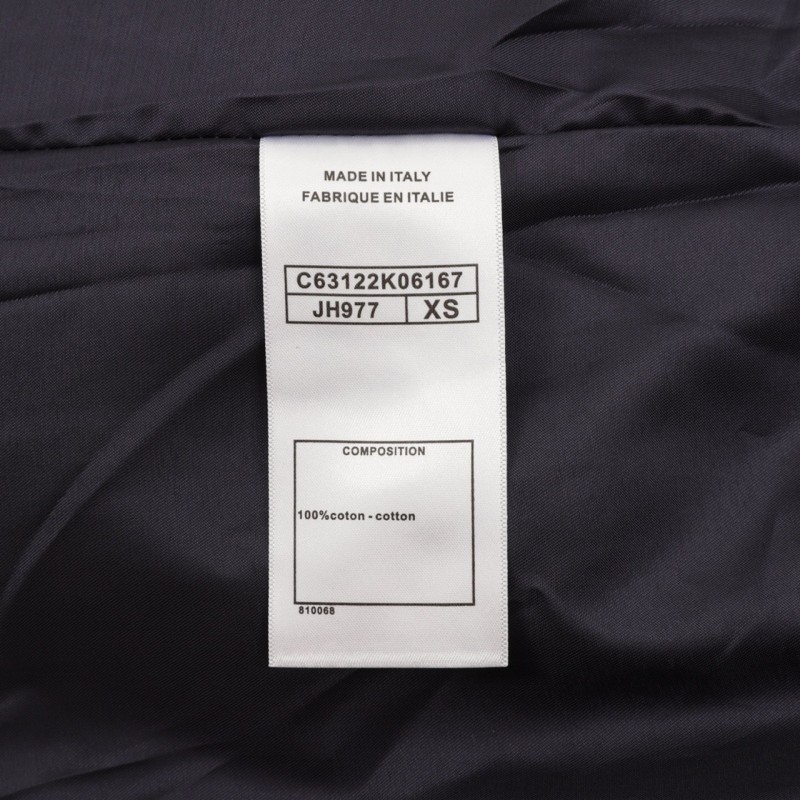 MADE IN ITALY
FABRIQUE EN ITALIE
C63122K06167
JH977 XS
COMPOSITION
100%coton - cotton
810068